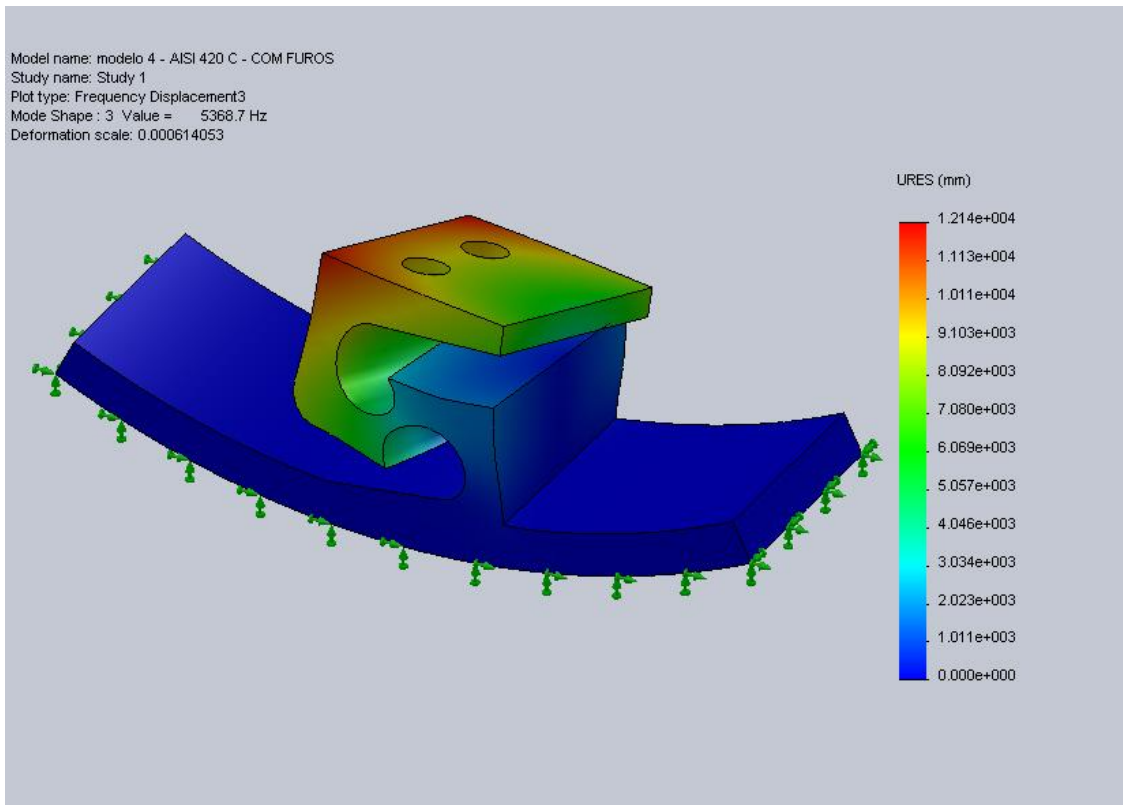 Model name: modelo 4 - AISI 420 C - COM FUROS
Study name: Study 1
Plot type: Frequency Displacement3
Mode Shape : 3 Value = 5368.7 Hz
Deformation scale: 0.000614053
URES (mm)
1.214e+004
1.113e+004
1.011e+004
9.103e+003
8.092e+003
7.080e+003
6.069e+003
5.057e+003
4.046e+003
3.034e+003
2.023e+003
1.011e+003
0.000e+000